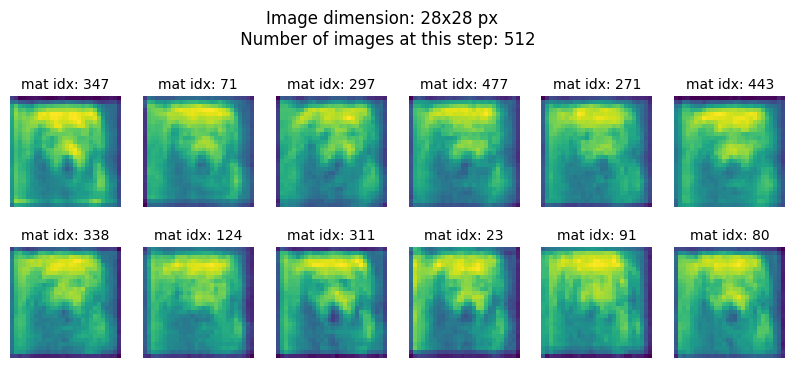 Image dimension: 28x28 px
Number of images at this step: 512
mat idx: 347
mat idx: 71
mat idx: 297
mat idx: 477
mat idx: 271
mat idx: 443
mat idx: 338
mat idx: 124
mat idx: 311
mat idx: 23
mat idx: 91
mat idx: 80